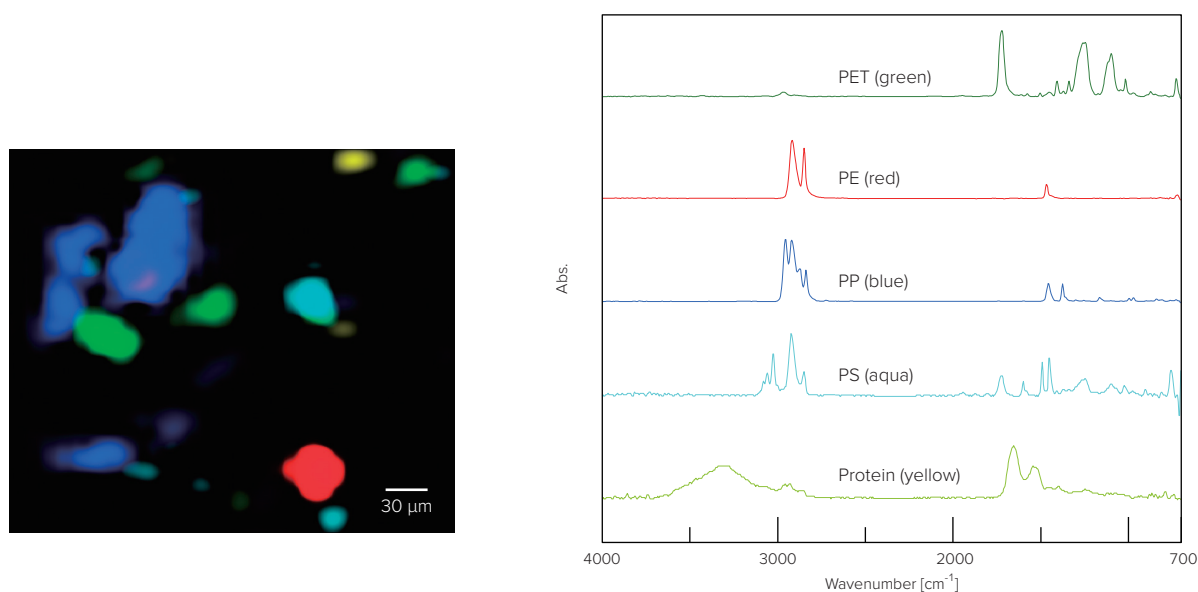 30 µm
PET (green)
PE (red)
PP (blue)
PS (aqua)
Protein (yellow)
Abs.
4000 3000 2000 700
Wavenumber [cm⁻¹]